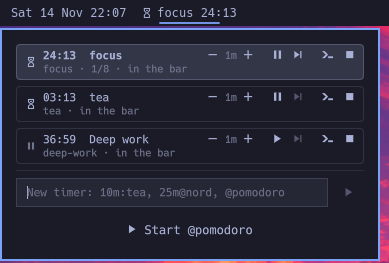 Sat 14 Nov 22:07 focus 24:13
24:13 focus − 1m +
focus · 1/8 · in the bar
03:13 tea − 1m +
tea · in the bar
36:59 Deep work − 1m +
deep-work · in the bar
New timer: 10m:tea, 25m@nord, @pomodoro
Start @pomodoro